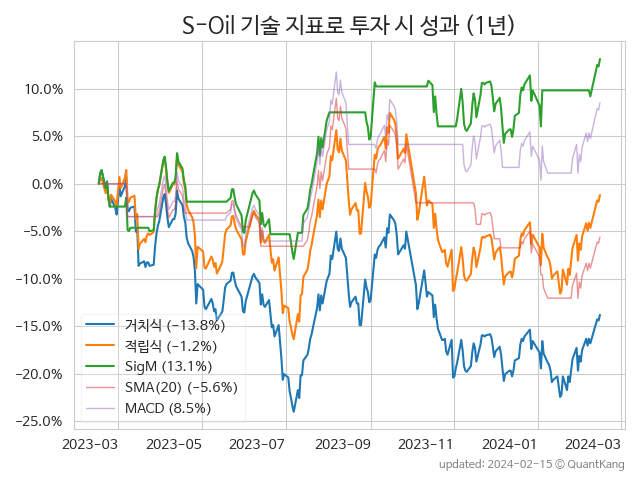 S-Oil 기술 지표로 투자 시 성과 (1년)
10.0%
5.0%
0.0%
−5.0%
−10.0%
−15.0%
−20.0%
−25.0%
거치식 (−13.8%)
적립식 (−1.2%)
SigM (13.1%)
SMA(20) (−5.6%)
MACD (8.5%)
2023-03 2023-05 2023-07 2023-09 2023-11 2024-01 2024-03
updated: 2024-02-15 © QuantKang